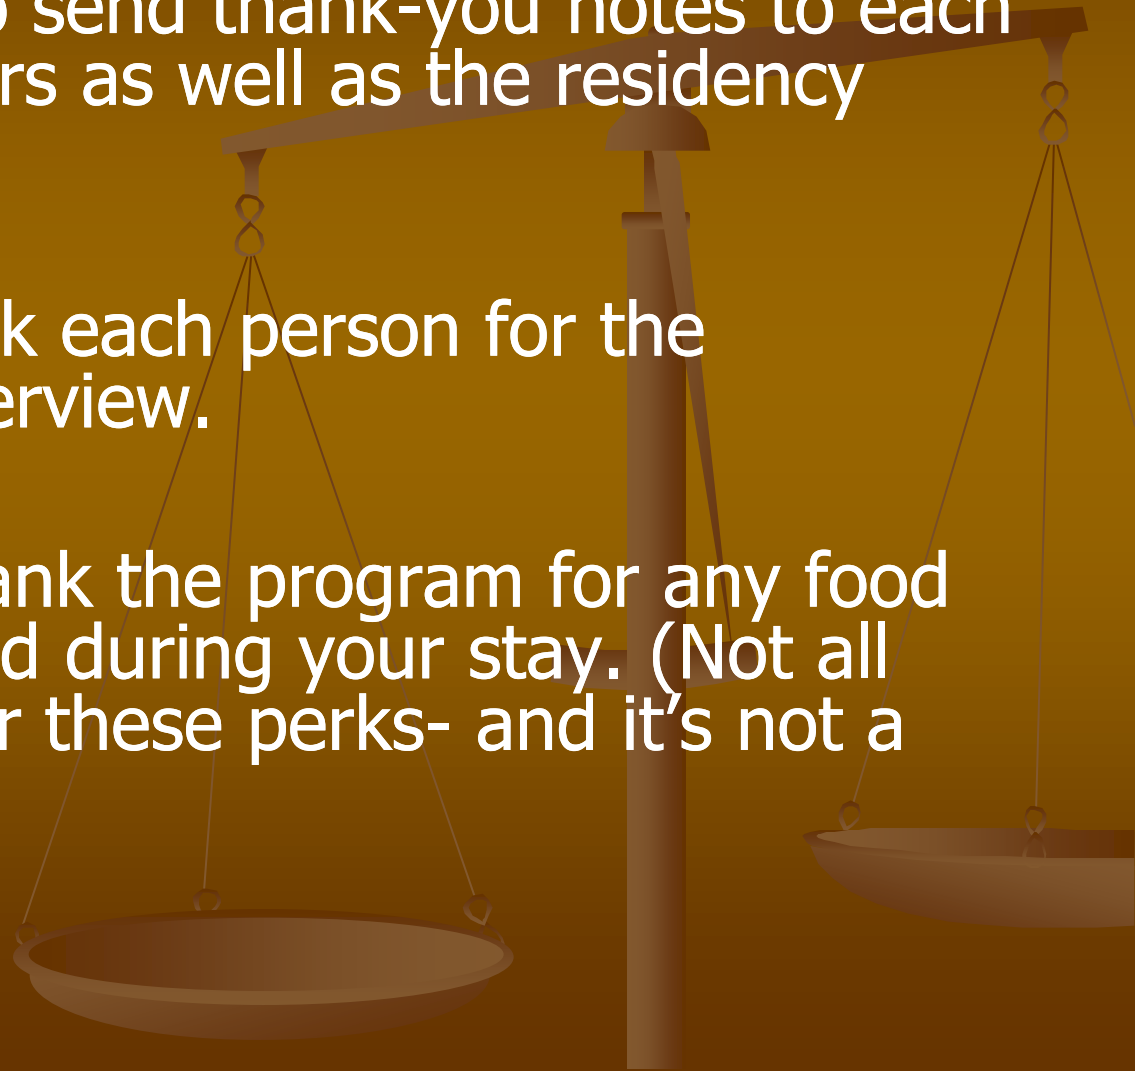 send thank-you notes to each
rs as well as the residency
k each person for the
erview.
ank the program for any food
d during your stay. (Not all
r these perks- and it’s not a